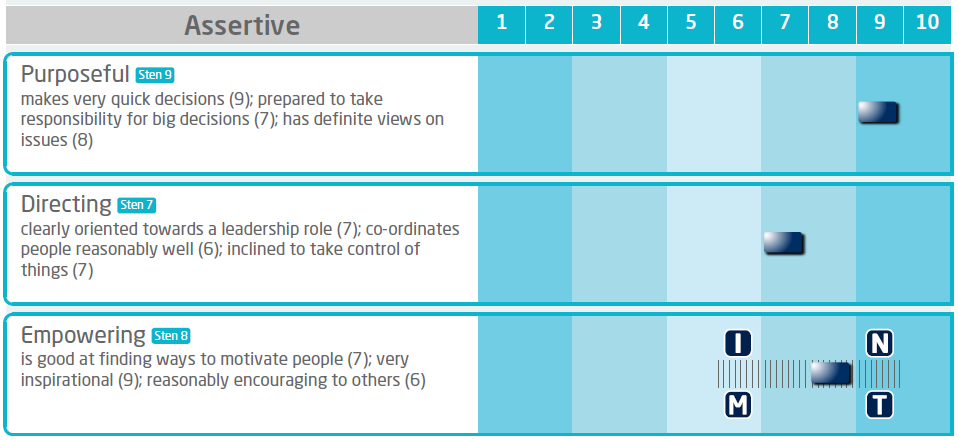 Assertive 1 2 3 4 5 6 7 8 9 10
Purposeful Sten 9
makes very quick decisions (9); prepared to take
responsibility for big decisions (7); has definite views on
issues (8)
Directing Sten 7
clearly oriented towards a leadership role (7); co-ordinates
people reasonably well (6); inclined to take control of
things (7)
Empowering Sten 8
is good at finding ways to motivate people (7); very
inspirational (9); reasonably encouraging to others (6)
I N
M T